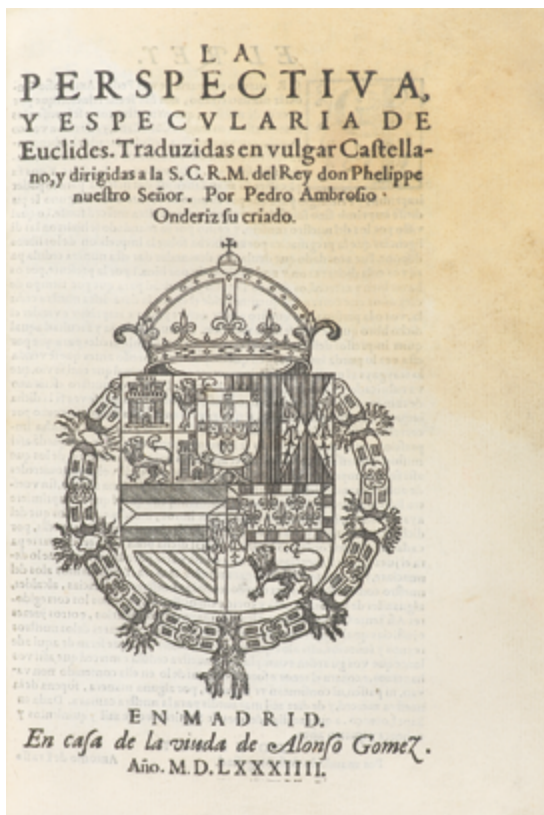 LA
PERSPECTIVA,
Y ESPECVLARIA DE
Euclides. Traduzidas en vulgar Caſtella-
no, y dirigidas a la S. C. R. M. del Rey don Phelippe
nueſtro Señor. Por Pedro Ambroſio
Onderiz ſu criado.
EN MADRID.
En caſa de la viuda de Alonſo Gomez.
Año. M. D. LXXXIIII.